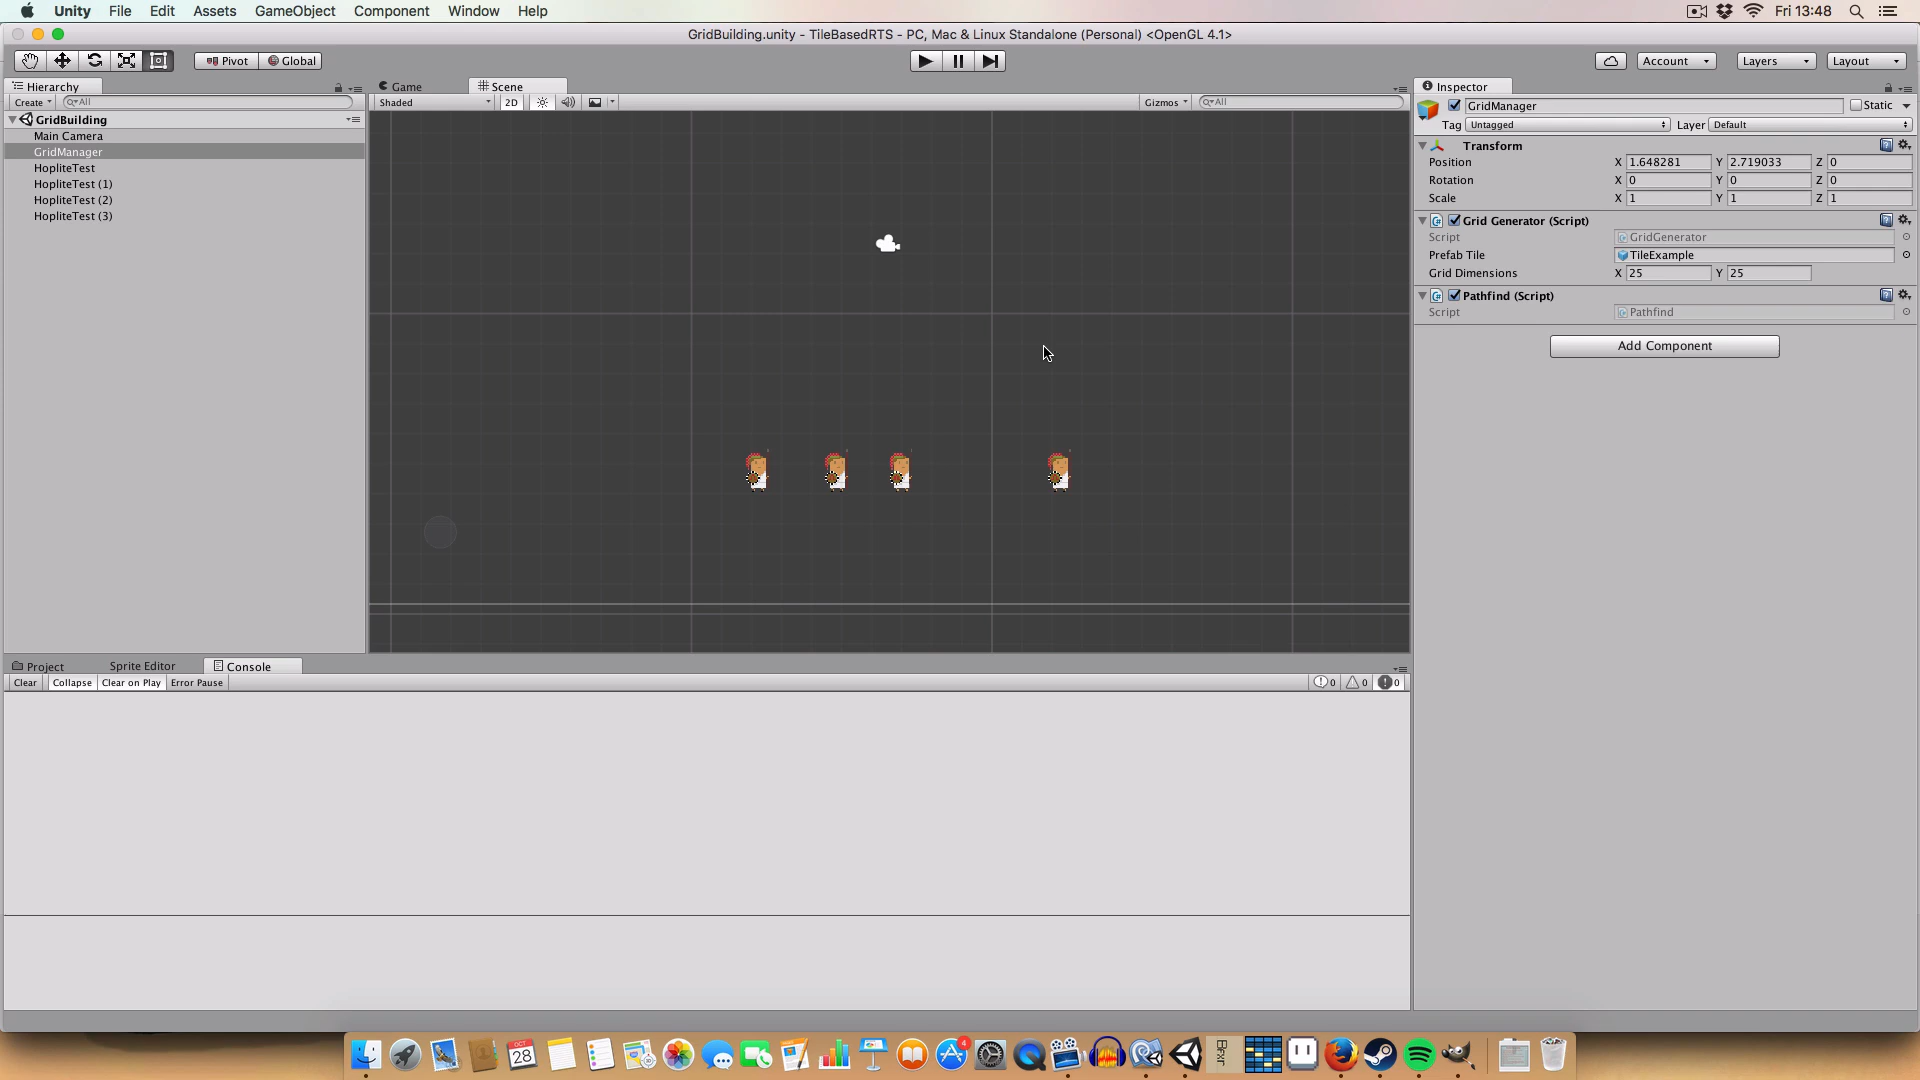 Unity File Edit Assets GameObject Component Window Help Fri 13:48
GridBuilding.unity - TileBasedRTS - PC, Mac & Linux Standalone (Personal) <OpenGL 4.1>
Pivot Global Account Layers Layout
Hierarchy
Create All
GridBuilding
Main Camera
GridManager
HopliteTest
HopliteTest (1)
HopliteTest (2)
HopliteTest (3)
Game Scene
Shaded 2D Gizmos All
Inspector
GridManager Static
Tag Untagged Layer Default
Transform
Position X 1.648281 Y 2.719033 Z 0
Rotation X 0 Y 0 Z 0
Scale X 1 Y 1 Z 1
Grid Generator (Script)
Script GridGenerator
Prefab Tile TileExample
Grid Dimensions X 25 Y 25
Pathfind (Script)
Script Pathfind
Add Component
Project Sprite Editor Console
Clear Collapse Clear on Play Error Pause 0 0 0
OCT
28
4